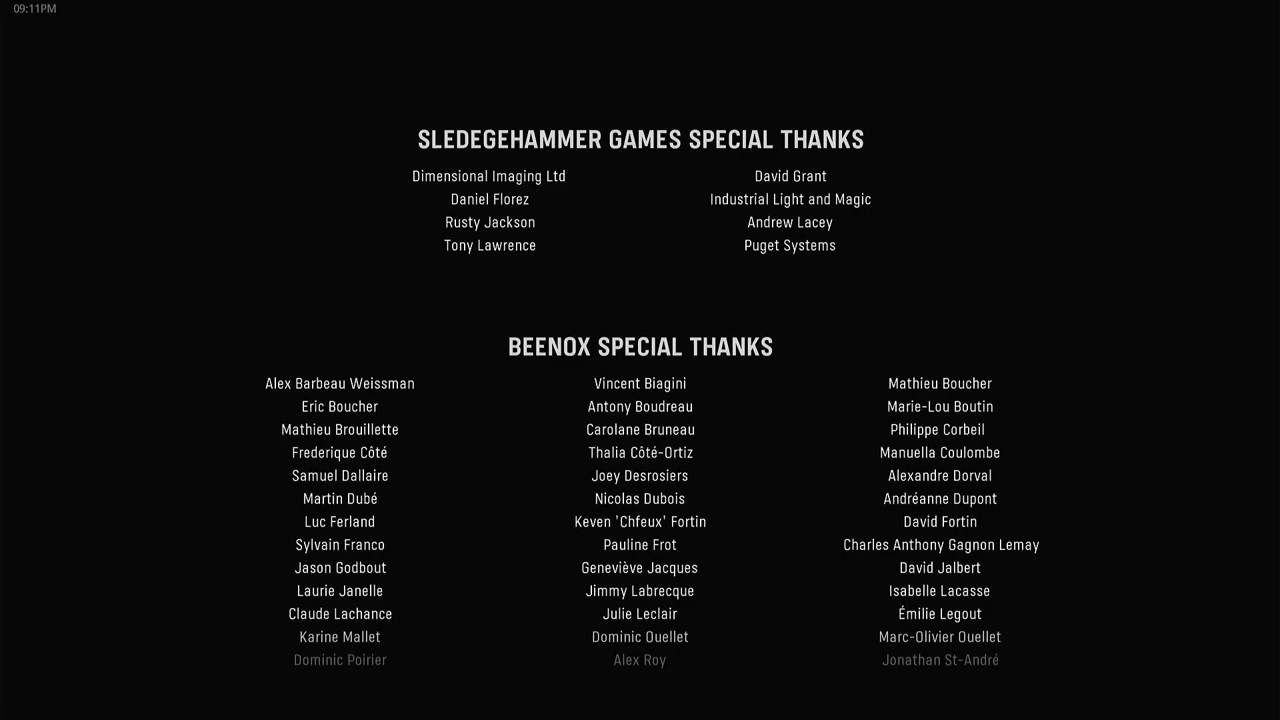 09:11PM
SLEDGEHAMMER GAMES SPECIAL THANKS
Dimensional Imaging Ltd David Grant
Daniel Florez Industrial Light and Magic
Rusty Jackson Andrew Lacey
Tony Lawrence Puget Systems
BEENOX SPECIAL THANKS
Alex Barbeau Weissman Vincent Biagini Mathieu Boucher
Eric Boucher Antony Boudreau Marie-Lou Boutin
Mathieu Brouillette Carolane Bruneau Philippe Corbeil
Frederique Côté Thalia Côté-Ortiz Manuella Coulombe
Samuel Dallaire Joey Desrosiers Alexandre Dorval
Martin Dubé Nicolas Dubois Andréanne Dupont
Luc Ferland Keven 'Chfeux' Fortin David Fortin
Sylvain Franco Pauline Frot Charles Anthony Gagnon Lemay
Jason Godbout Geneviève Jacques David Jalbert
Laurie Janelle Jimmy Labrecque Isabelle Lacasse
Claude Lachance Julie Leclair Émilie Legout
Karine Mallet Dominic Ouellet Marc-Olivier Ouellet
Dominic Poirier Alex Roy Jonathan St-André